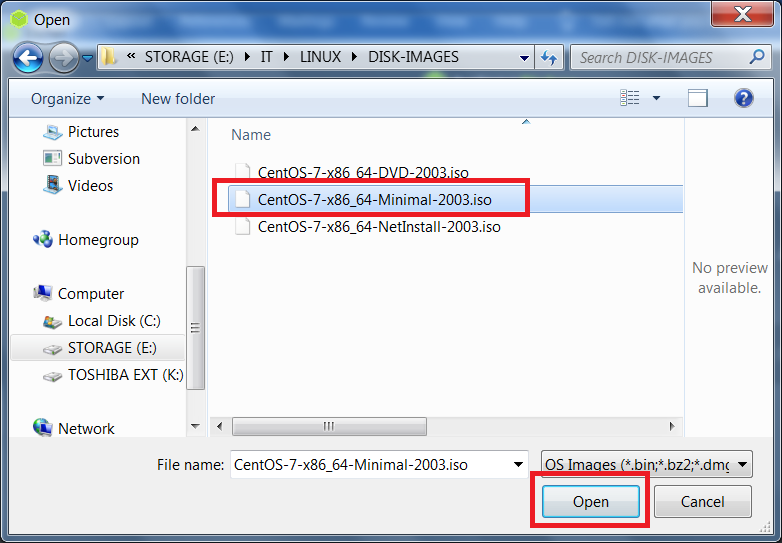 Open
« STORAGE (E:) ▸ IT ▸ LINUX ▸ DISK-IMAGES
Search DISK-IMAGES
Organize
New folder
Pictures
Subversion
Videos
Homegroup
Computer
Local Disk (C:)
STORAGE (E:)
TOSHIBA EXT (K:)
Network
Name
CentOS-7-x86_64-DVD-2003.iso
CentOS-7-x86_64-Minimal-2003.iso
CentOS-7-x86_64-NetInstall-2003.iso
No preview
available.
File name: CentOS-7-x86_64-Minimal-2003.iso
OS Images (*.bin;*.bz2;*.dmg
Open
Cancel